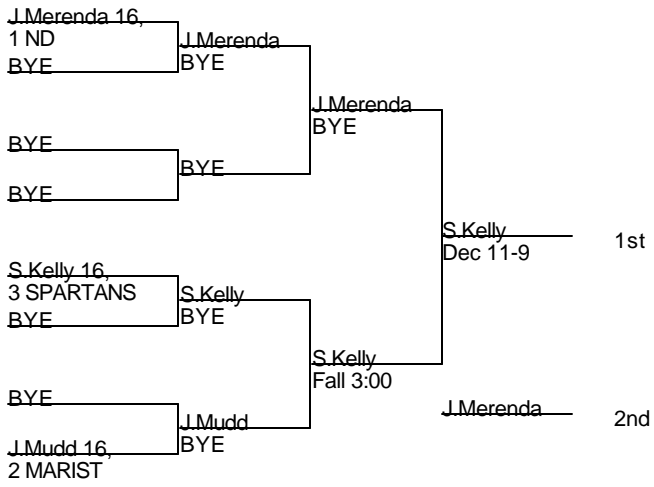 J.Merenda 16,
1 ND
BYE
BYE
BYE
S.Kelly 16,
3 SPARTANS
BYE
BYE
J.Mudd 16,
2 MARIST
J.Merenda
BYE
BYE
S.Kelly
BYE
J.Mudd
BYE
J.Merenda
BYE
S.Kelly
Fall 3:00
S.Kelly
Dec 11-9
1st
J.Merenda
2nd